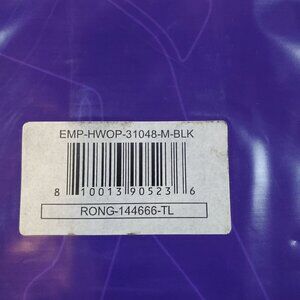 EMP-HWOP-31048-M-BLK
8 10013 90523 6
RONG-144666-TL